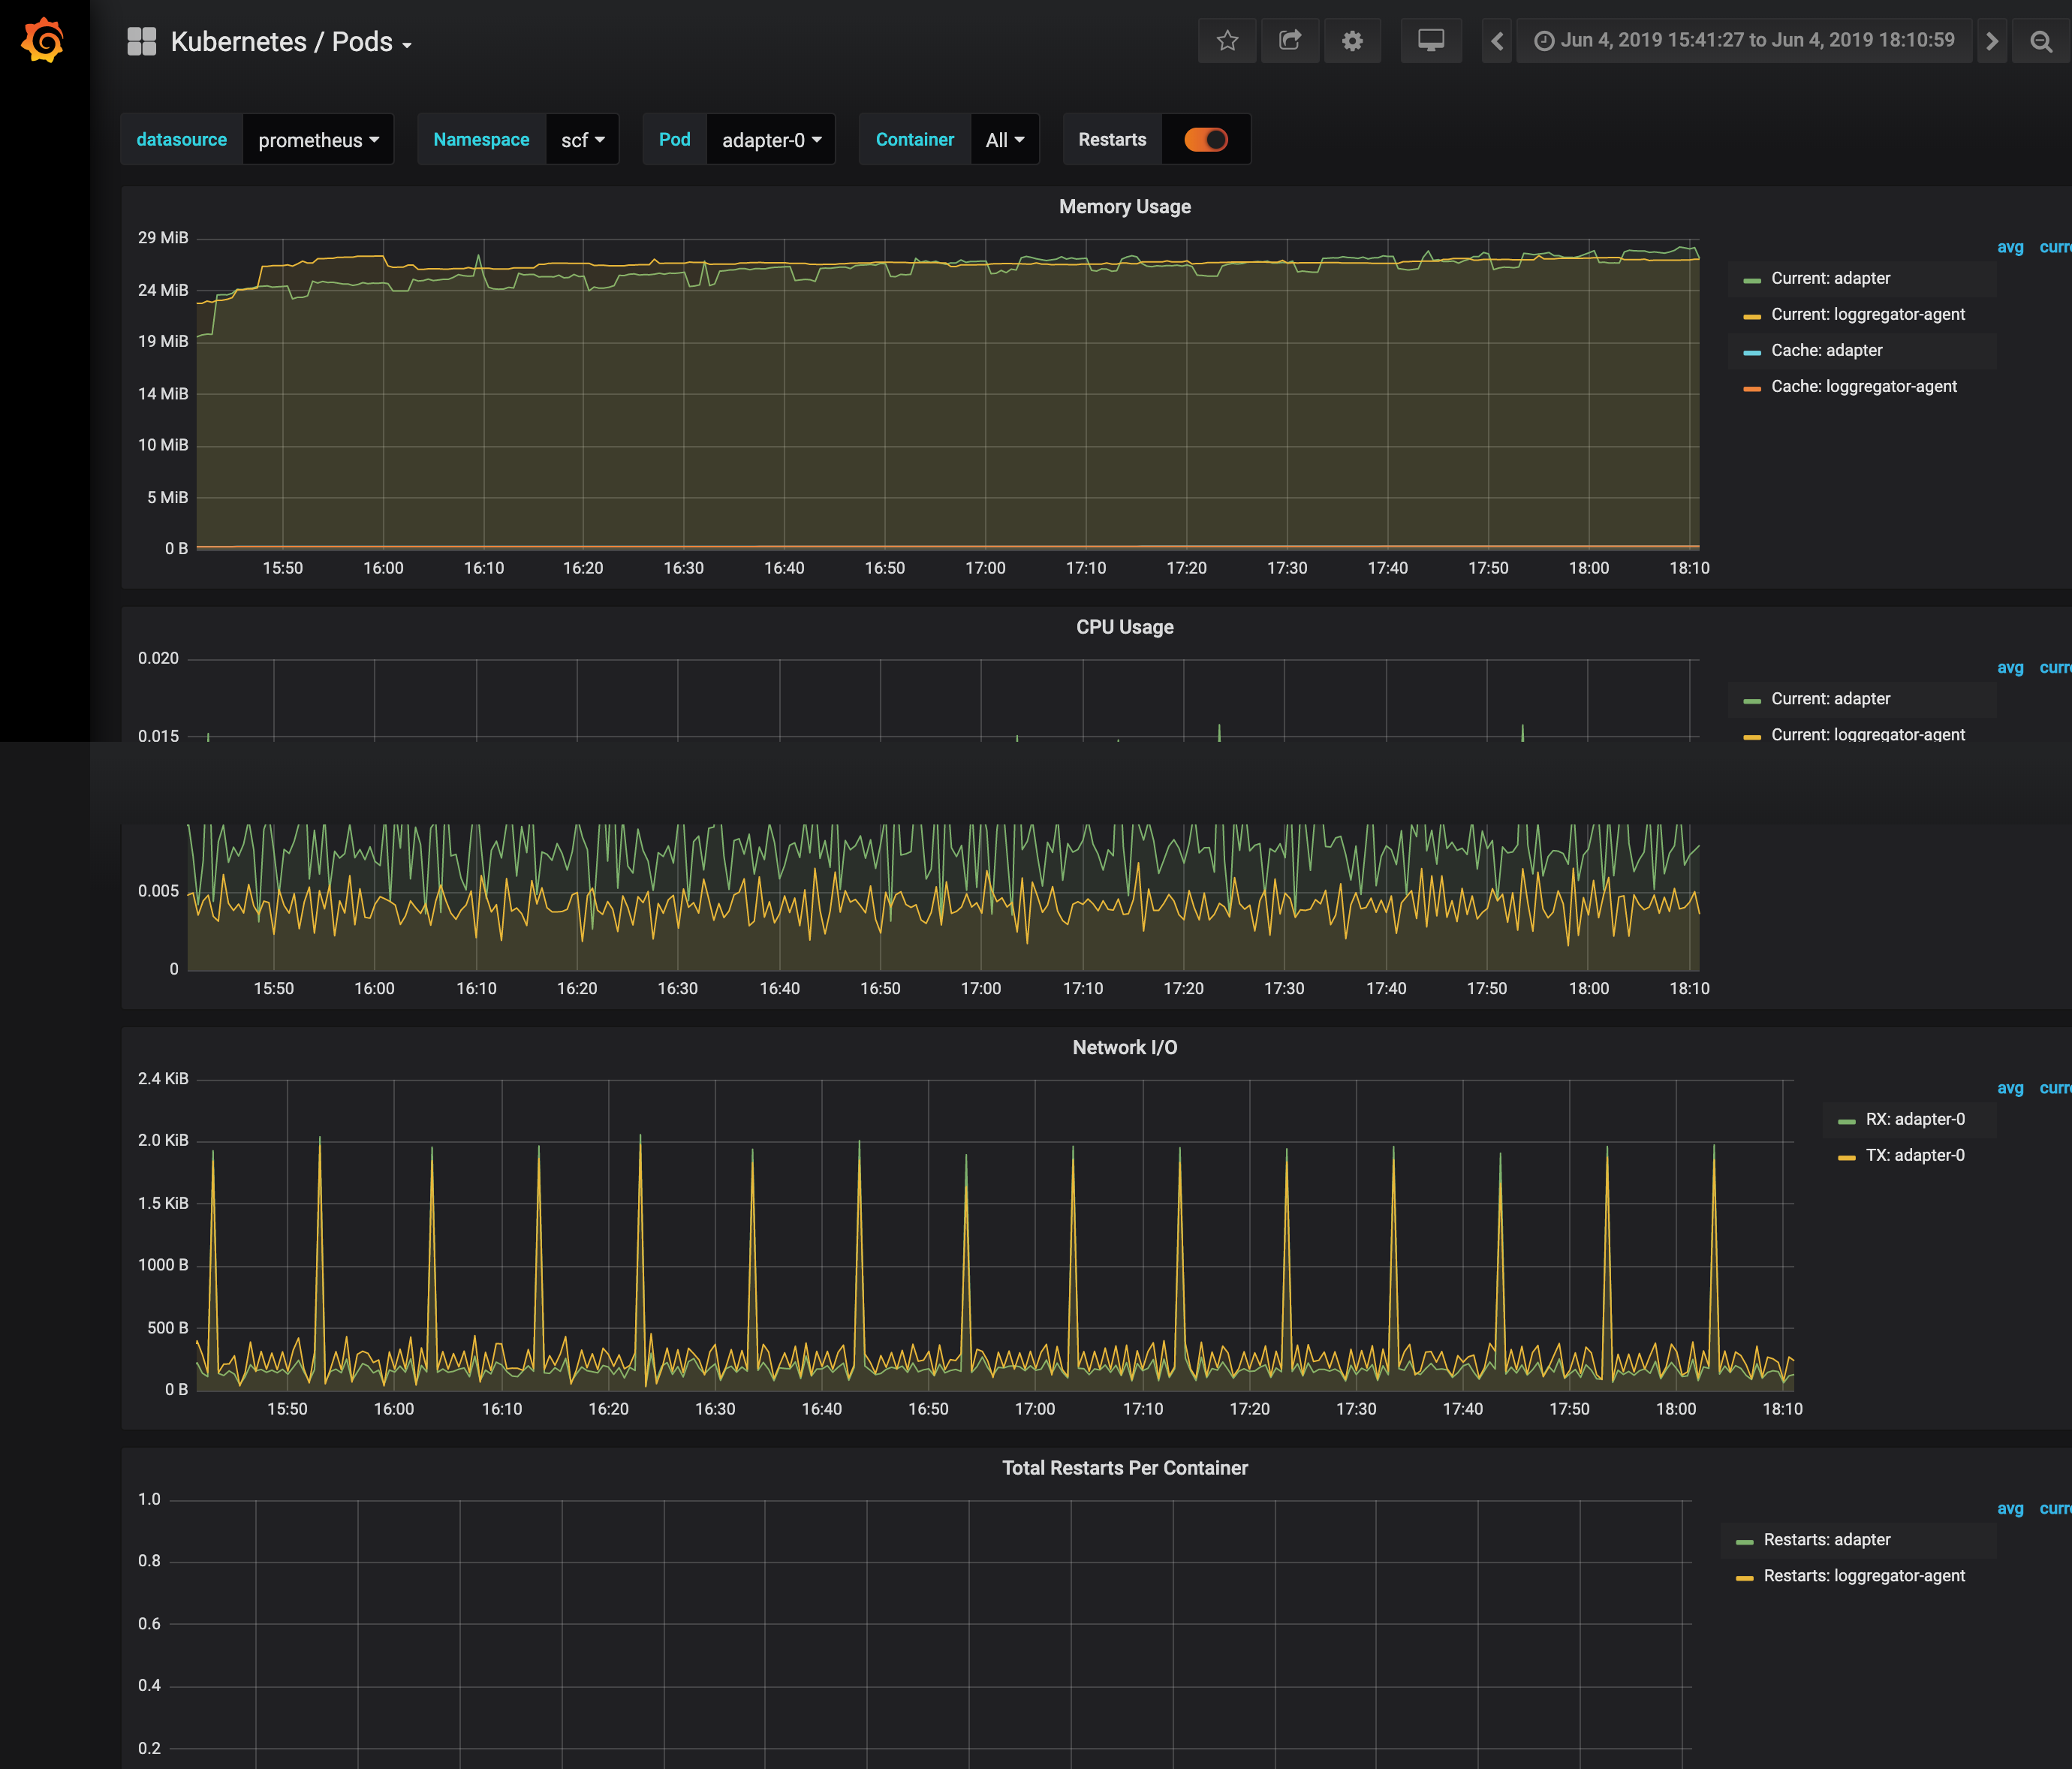 Kubernetes / Pods
Jun 4, 2019 15:41:27 to Jun 4, 2019 18:10:59
datasource prometheus Namespace scf Pod adapter-0 Container All Restarts
Memory Usage
29 MiB
24 MiB
19 MiB
14 MiB
10 MiB
5 MiB
0 B
15:50 16:00 16:10 16:20 16:30 16:40 16:50 17:00 17:10 17:20 17:30 17:40 17:50 18:00 18:10
avg curre
Current: adapter
Current: loggregator-agent
Cache: adapter
Cache: loggregator-agent
CPU Usage
0.020
0.015
0.005
0
15:50 16:00 16:10 16:20 16:30 16:40 16:50 17:00 17:10 17:20 17:30 17:40 17:50 18:00 18:10
avg curre
Current: adapter
Current: loggregator-agent
Network I/O
2.4 KiB
2.0 KiB
1.5 KiB
1000 B
500 B
0 B
15:50 16:00 16:10 16:20 16:30 16:40 16:50 17:00 17:10 17:20 17:30 17:40 17:50 18:00 18:10
avg curre
RX: adapter-0
TX: adapter-0
Total Restarts Per Container
1.0
0.8
0.6
0.4
0.2
avg curre
Restarts: adapter
Restarts: loggregator-agent